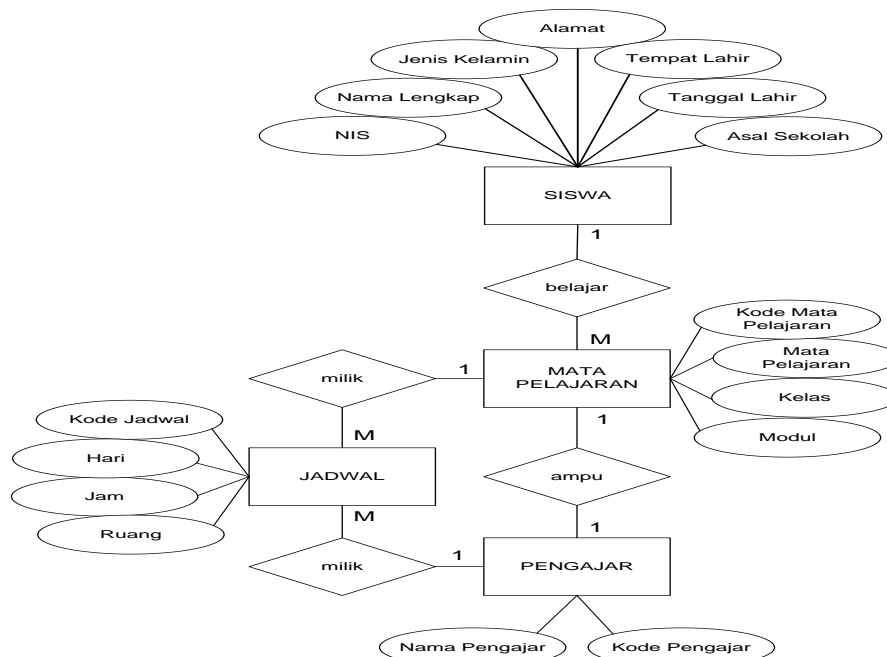 Alamat
Jenis Kelamin
Tempat Lahir
Nama Lengkap
Tanggal Lahir
NIS
Asal Sekolah
SISWA
1
belajar
M
Kode Mata
Pelajaran
Mata
Pelajaran
Kelas
Modul
MATA
PELAJARAN
1
milik
M
1
Kode Jadwal
Hari
Jam
Ruang
JADWAL
ampu
M
1
milik
1
PENGAJAR
Nama Pengajar
Kode Pengajar